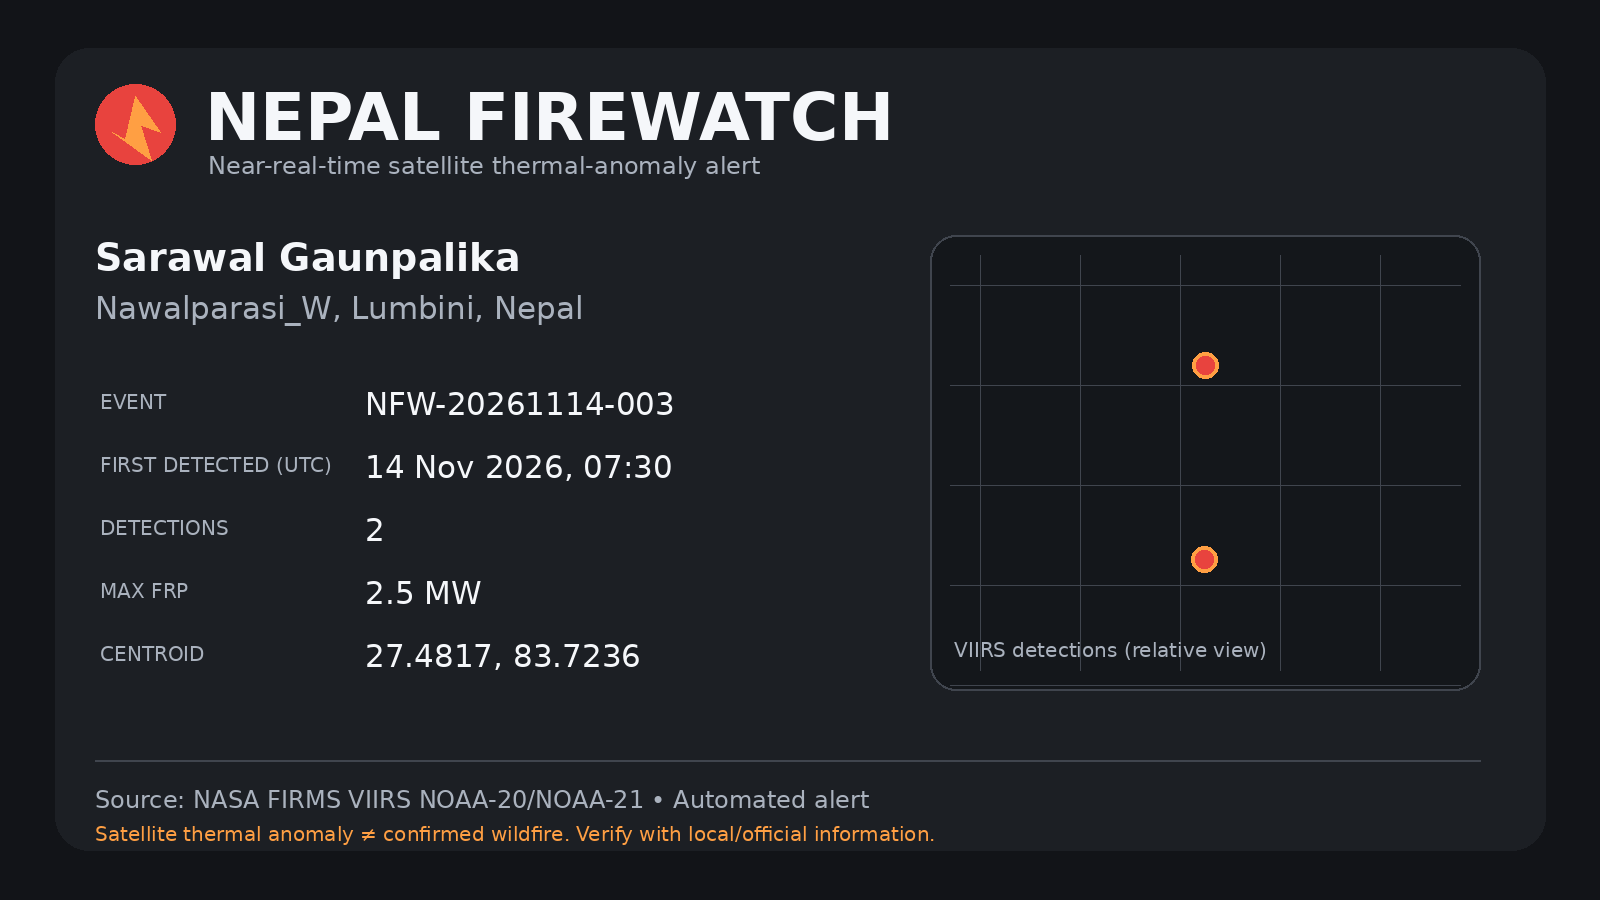 NEPAL FIREWATCH
Near-real-time satellite thermal-anomaly alert
Sarawal Gaunpalika
Nawalparasi_W, Lumbini, Nepal
EVENT NFW-20261114-003
FIRST DETECTED (UTC) 14 Nov 2026, 07:30
DETECTIONS 2
MAX FRP 2.5 MW
CENTROID 27.4817, 83.7236
VIIRS detections (relative view)
Source: NASA FIRMS VIIRS NOAA-20/NOAA-21 • Automated alert
Satellite thermal anomaly ≠ confirmed wildfire. Verify with local/official information.